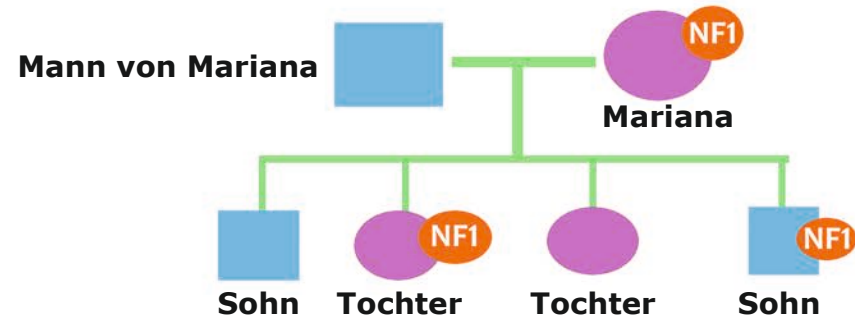 NF1
Mann von Mariana
Mariana
NF1
NF1
Sohn Tochter Tochter Sohn